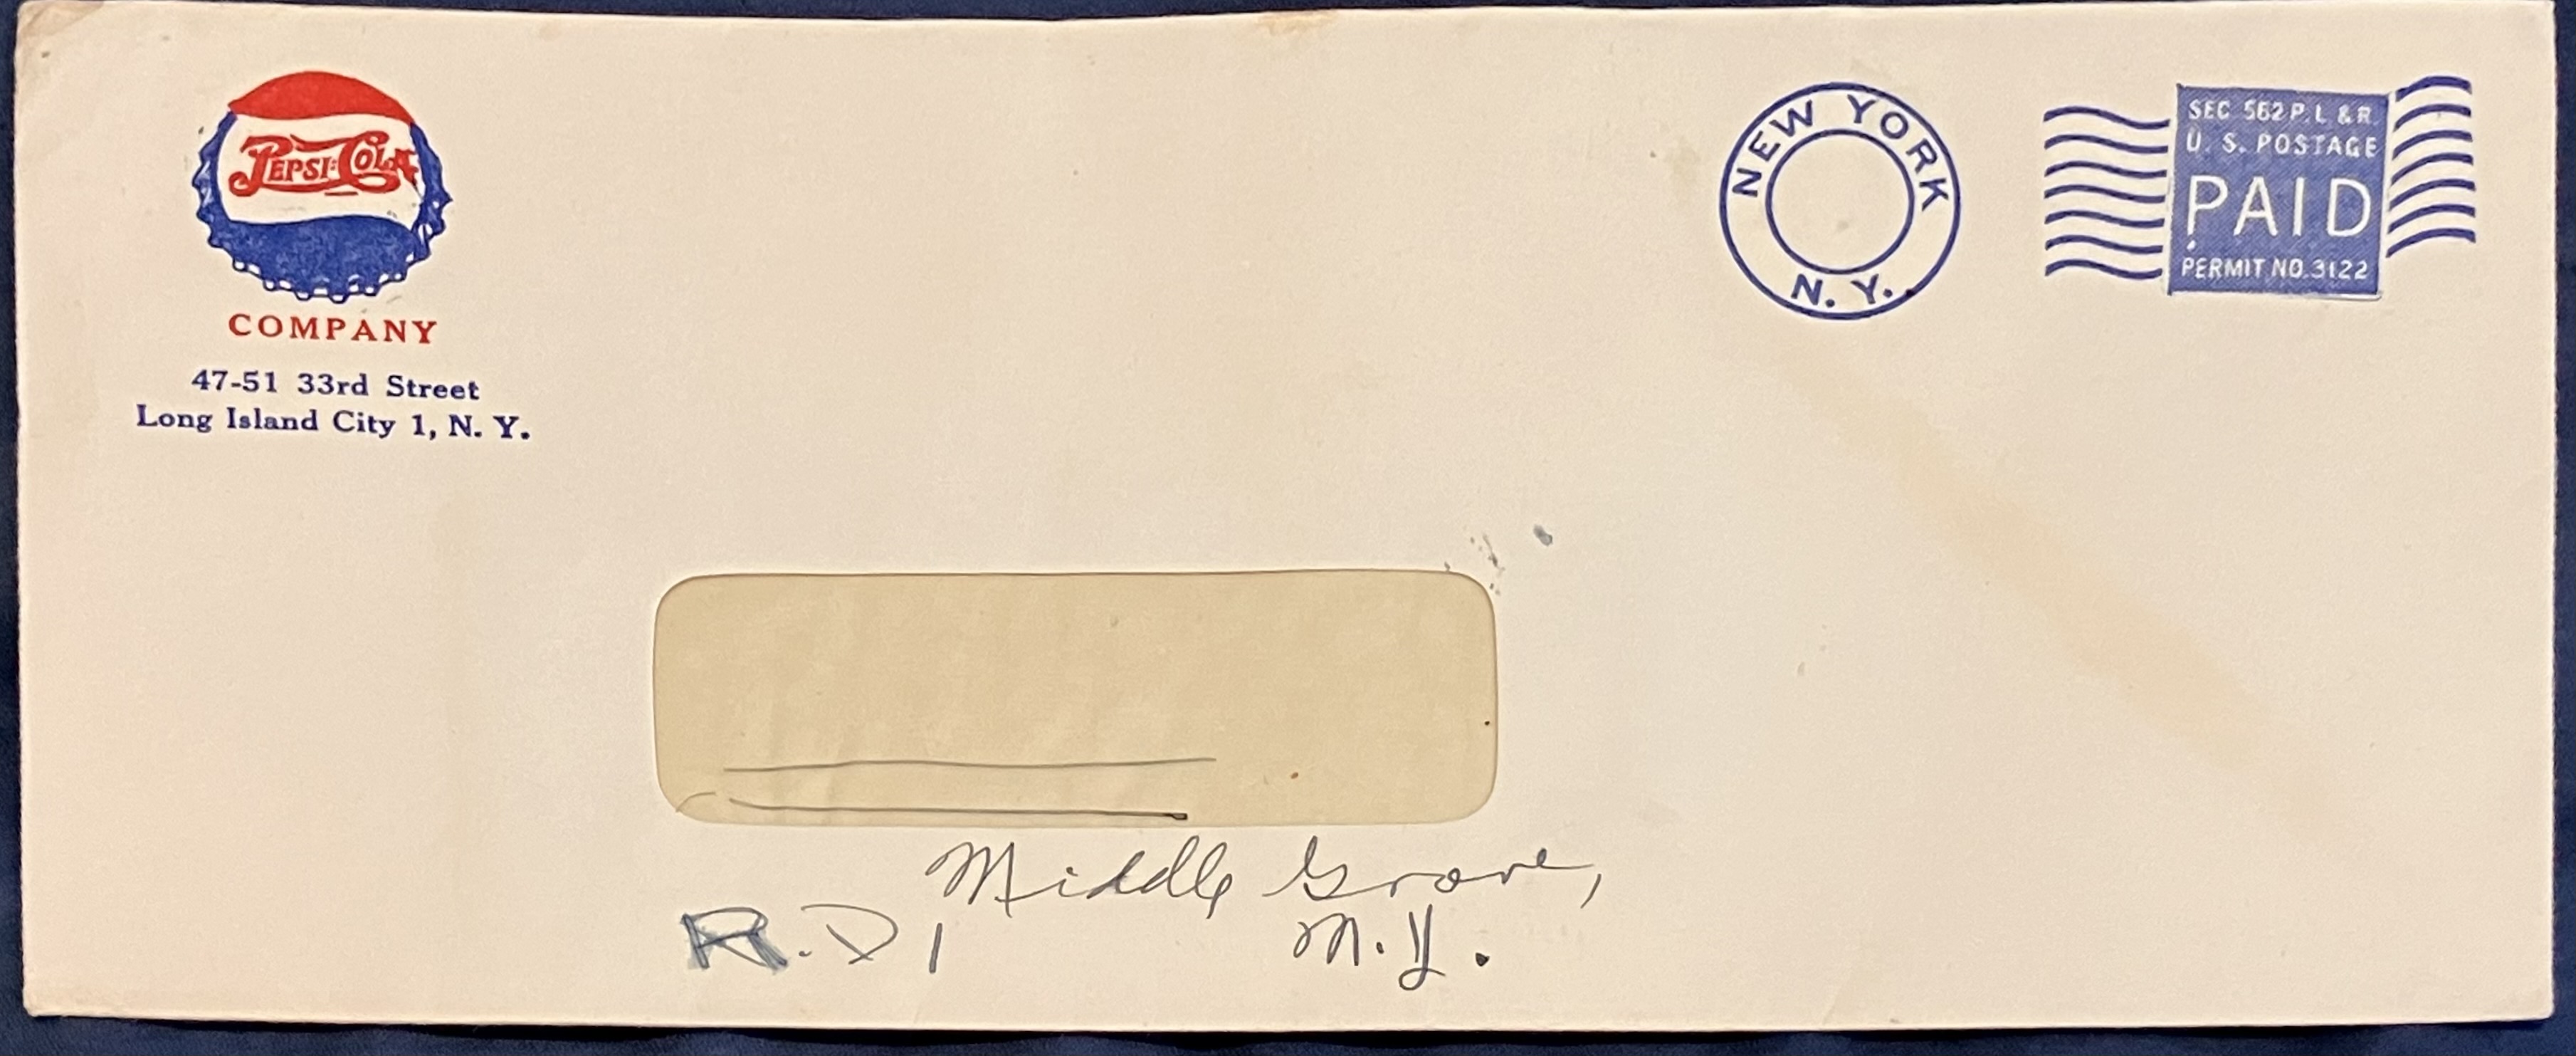 PEPSI-COLA
COMPANY
47-51 33rd Street
Long Island City 1, N. Y.
NEW YORK
N. Y.
SEC 562 P. L. & R.
U. S. POSTAGE
PAID
PERMIT NO. 3122
Middle Grove,
R. D 1 N. Y.